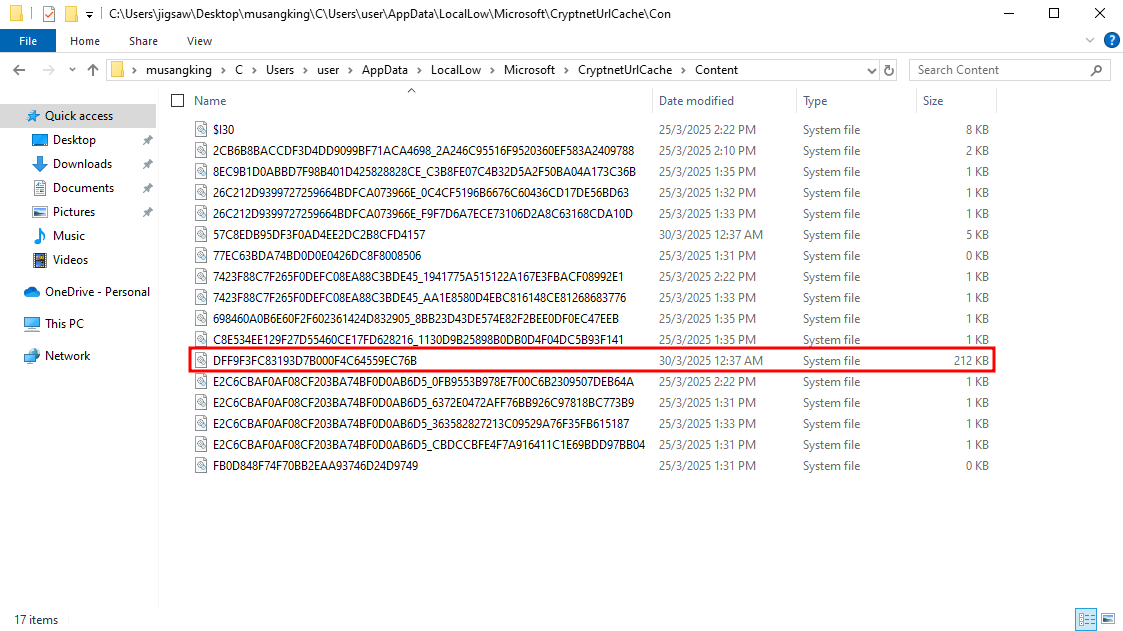 C:\Users\jigsaw\Desktop\musangking\C\Users\user\AppData\LocalLow\Microsoft\CryptnetUrlCache\Con
File Home Share View
musangking > C > Users > user > AppData > LocalLow > Microsoft > CryptnetUrlCache > Content
Search Content
Quick access
Desktop
Downloads
Documents
Pictures
Music
Videos
OneDrive - Personal
This PC
Network
Name Date modified Type Size
$I30 25/3/2025 2:22 PM System file 8 KB
2CB6B8BACCDF3D4DD9099BF71ACA4698_2A246C95516F9520360EF583A2409788 25/3/2025 2:10 PM System file 2 KB
8EC9B1D0ABBD7F98B401D425828828CE_C3B8FE07C4B32D5A2F50BA04A173C36B 25/3/2025 1:35 PM System file 1 KB
26C212D9399727259664BDFCA073966E_0C4CF5196B6676C60436CD17DE56BD63 25/3/2025 1:32 PM System file 1 KB
26C212D9399727259664BDFCA073966E_F9F7D6A7ECE73106D2A8C63168CDA10D 25/3/2025 1:33 PM System file 1 KB
57C8EDB95DF3F0AD4EE2DC2B8CFD4157 30/3/2025 12:37 AM System file 5 KB
77EC63BDA74BD0D0E0426DC8F8008506 25/3/2025 1:31 PM System file 0 KB
7423F88C7F265F0DEFC08EA88C3BDE45_1941775A515122A167E3FBACF08992E1 25/3/2025 2:22 PM System file 1 KB
7423F88C7F265F0DEFC08EA88C3BDE45_AA1E8580D4EBC816148CE81268683776 25/3/2025 1:33 PM System file 1 KB
698460A0B6E60F2F602361424D832905_8BB23D43DE574E82F2BEE0DF0EC47EEB 25/3/2025 1:33 PM System file 1 KB
C8E534EE129F27D55460CE17FD628216_1130D9B25898B0DB0D4F04DC5B93F141 25/3/2025 1:35 PM System file 1 KB
DFF9F3FC83193D7B000F4C64559EC76B 30/3/2025 12:37 AM System file 212 KB
E2C6CBAF0AF08CF203BA74BF0D0AB6D5_0FB9553B978E7F00C6B2309507DEB64A 25/3/2025 2:22 PM System file 1 KB
E2C6CBAF0AF08CF203BA74BF0D0AB6D5_6372E0472AFF76BB926C97818BC773B9 25/3/2025 1:31 PM System file 1 KB
E2C6CBAF0AF08CF203BA74BF0D0AB6D5_363582827213C09529A76F35FB615187 25/3/2025 1:33 PM System file 1 KB
E2C6CBAF0AF08CF203BA74BF0D0AB6D5_CBDCCBFE4F7A916411C1E69BDD97BB04 25/3/2025 1:31 PM System file 1 KB
FB0D848F74F70BB2EAA93746D24D9749 25/3/2025 1:31 PM System file 0 KB
17 items